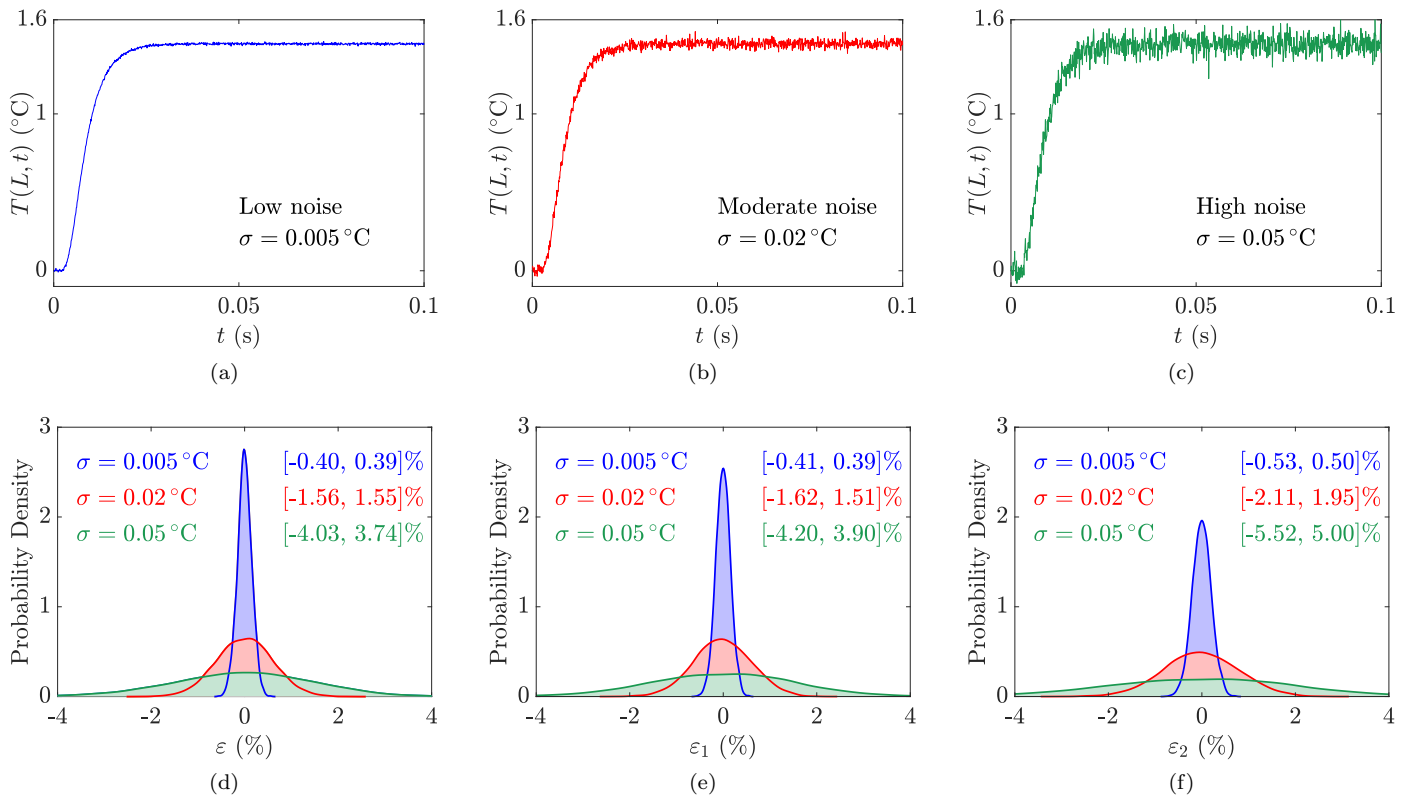 1.6
1
0
T(L, t) (°C)
Low noise
σ = 0.005 °C
0
0.05
0.1
t (s)
(a)
1.6
1
0
T(L, t) (°C)
Moderate noise
σ = 0.02 °C
0
0.05
0.1
t (s)
(b)
1.6
1
0
T(L, t) (°C)
High noise
σ = 0.05 °C
0
0.05
0.1
t (s)
(c)
3
2
1
0
Probability Density
σ = 0.005 °C [-0.40, 0.39]%
σ = 0.02 °C [-1.56, 1.55]%
σ = 0.05 °C [-4.03, 3.74]%
-4 -2 0 2 4
ε (%)
(d)
3
2
1
0
Probability Density
σ = 0.005 °C [-0.41, 0.39]%
σ = 0.02 °C [-1.62, 1.51]%
σ = 0.05 °C [-4.20, 3.90]%
-4 -2 0 2 4
ε₁ (%)
(e)
3
2
1
0
Probability Density
σ = 0.005 °C [-0.53, 0.50]%
σ = 0.02 °C [-2.11, 1.95]%
σ = 0.05 °C [-5.52, 5.00]%
-4 -2 0 2 4
ε₂ (%)
(f)